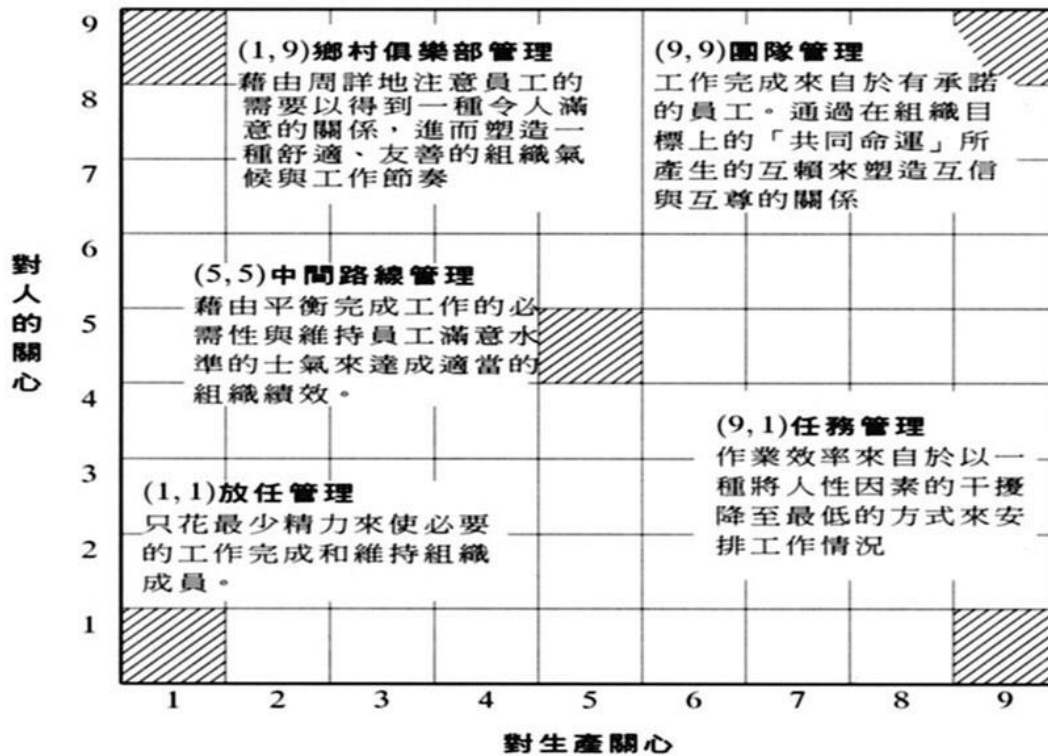 9
8
7
6
5
4
3
2
1
對人的關心
(1,9)鄉村俱樂部管理
藉由周詳地注意員工的
需要以得到一種令人滿
意的關係，進而塑造一
種舒適、友善的組織氣
候與工作節奏
(9,9)團隊管理
工作完成來自於有承諾
的員工。通過在組織目
標上的「共同命運」所
產生的互賴來塑造互信
與互尊的關係
(5,5)中間路線管理
藉由平衡完成工作的必
需性與維持員工滿意水
準的士氣來達成適當的
組織績效。
(9,1)任務管理
作業效率來自於以一
種將人性因素的干擾
降至最低的方式來安
排工作情況
(1,1)放任管理
只花最少精力來使必要
的工作完成和維持組織
成員。
1 2 3 4 5 6 7 8 9
對生產關心